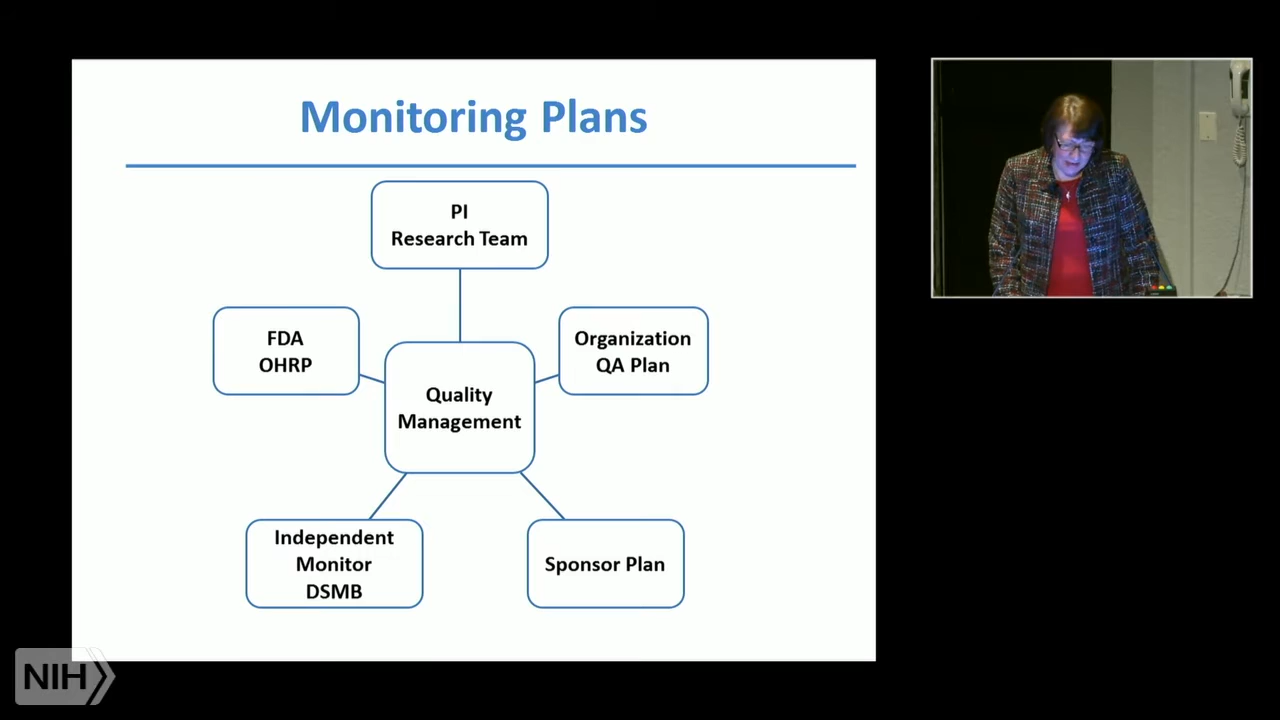 Monitoring Plans
PI
Research Team
FDA
OHRP
Organization
QA Plan
Quality
Management
Independent
Monitor
DSMB
Sponsor Plan
NIH